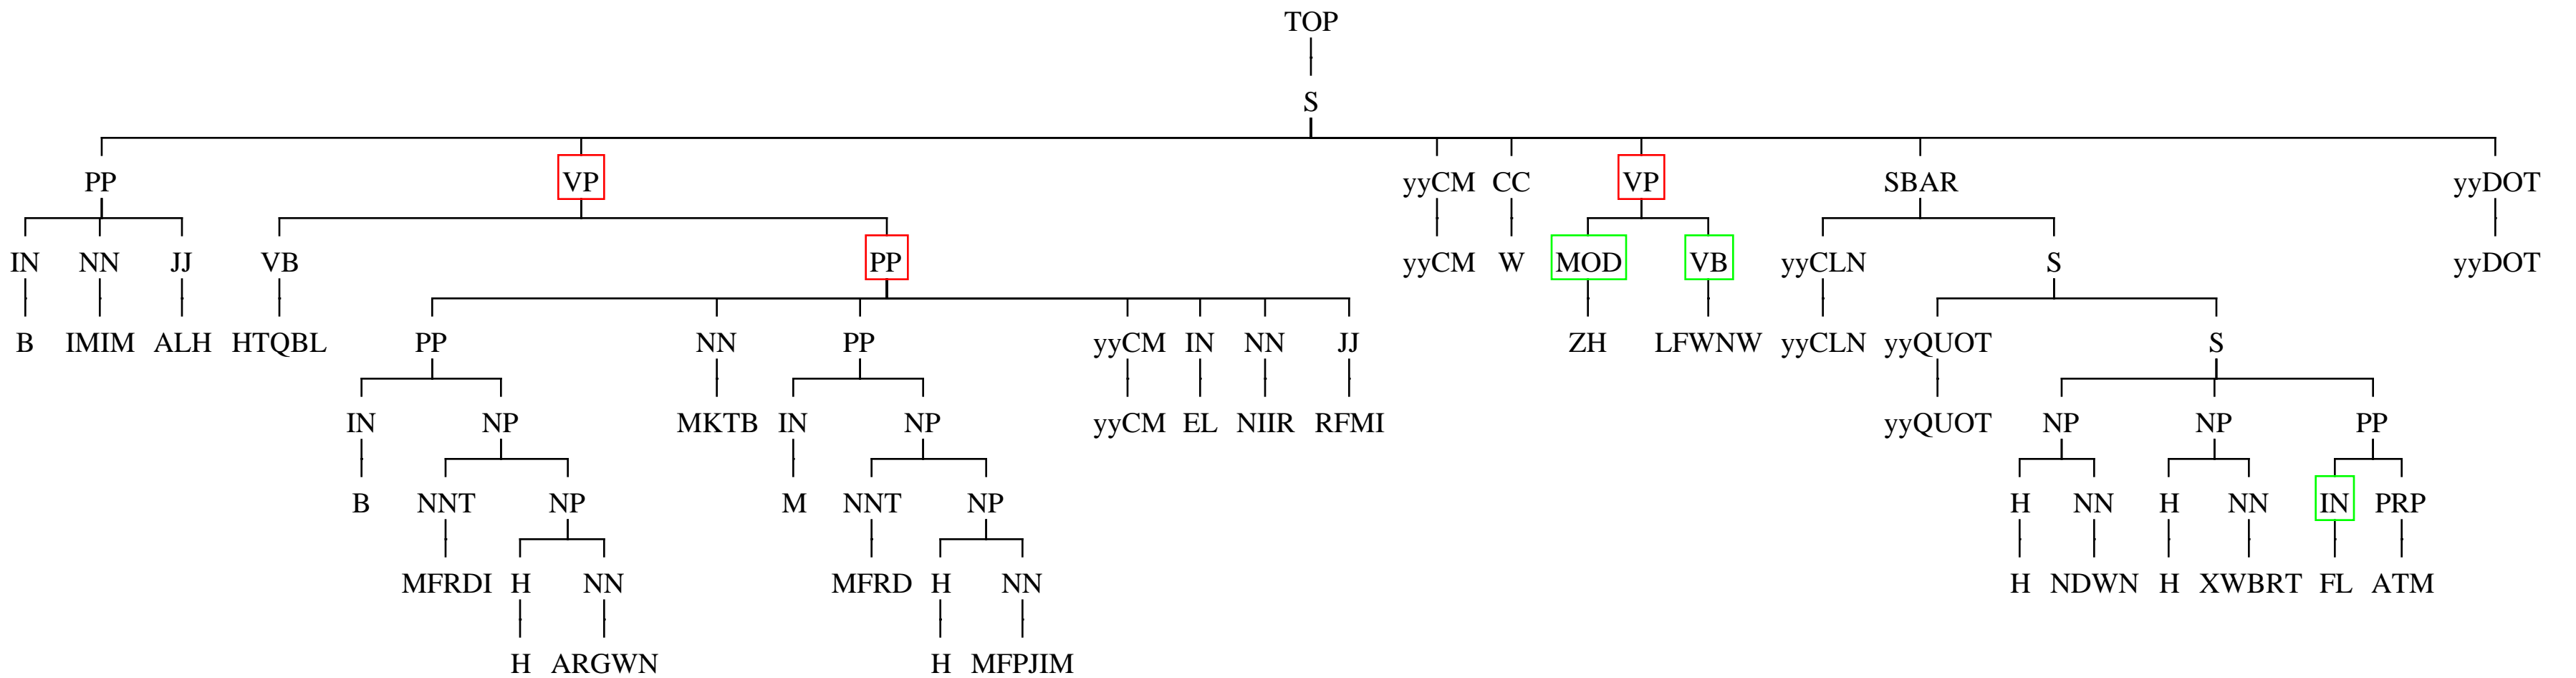 TOP
S
PP VP yyCM CC VP SBAR yyDOT
IN NN JJ VB PP yyCM W MOD VB yyCLN S yyDOT
B IMIM ALH HTQBL PP NN PP yyCM IN NN JJ ZH LFWNW yyCLN yyQUOT S
IN NP MKTB IN NP yyCM EL NIIR RFMI yyQUOT NP NP PP
B NNT NP M NNT NP H NN H NN IN PRP
MFRDI H NN MFRD H NN H NDWN H XWBRT FL ATM
H ARGWN H MFPJIM